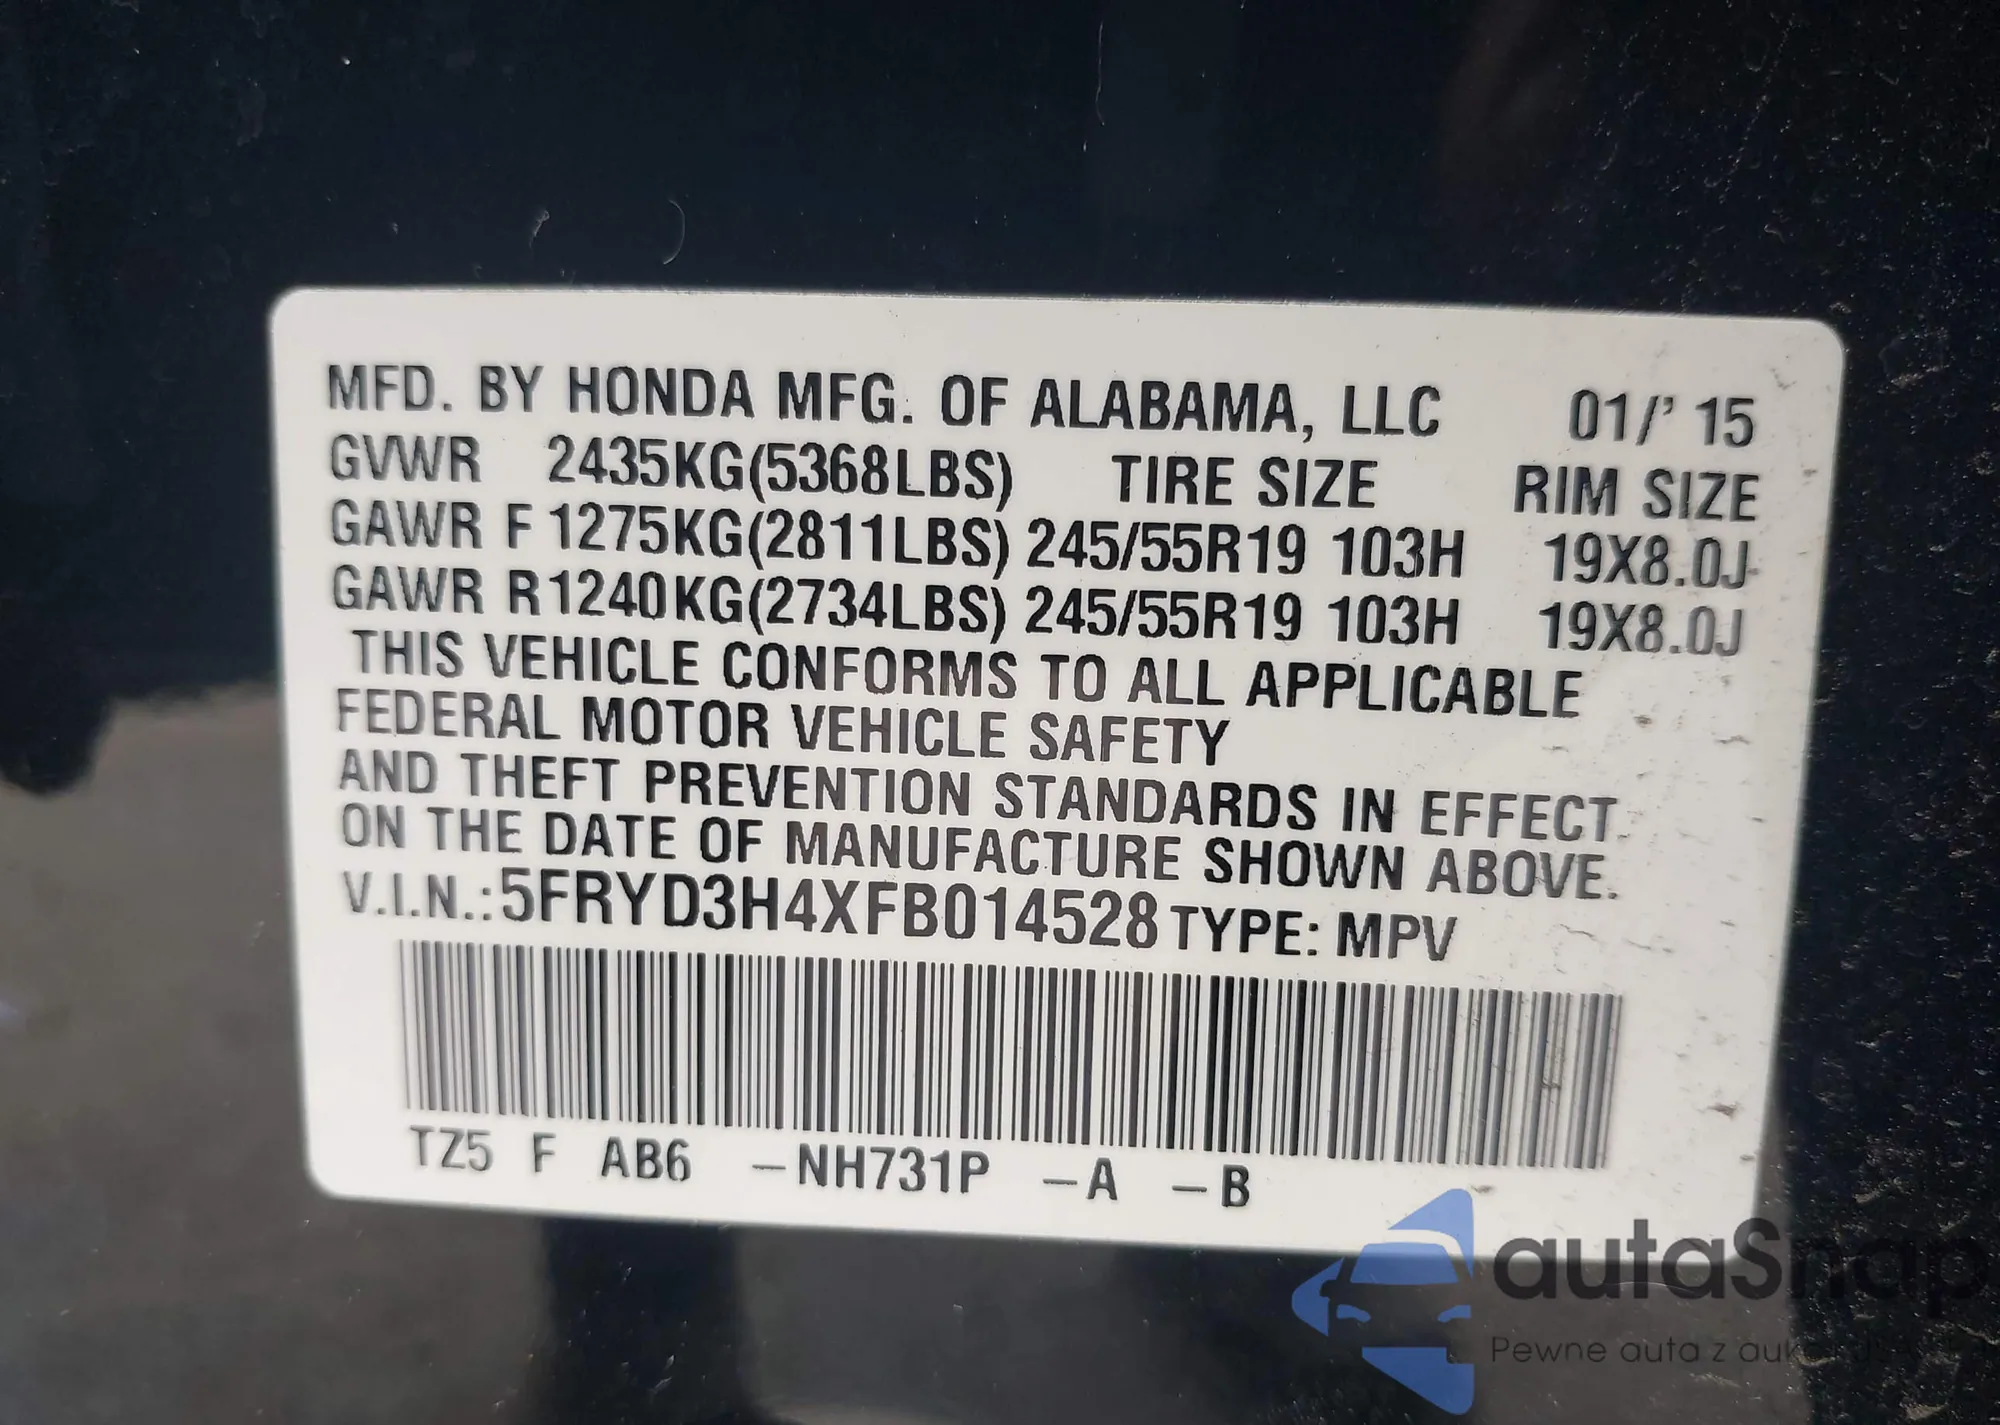 MFD. BY HONDA MFG. OF ALABAMA, LLC 01/' 15
GVWR 2435KG(5368LBS) TIRE SIZE RIM SIZE
GAWR F 1275KG(2811LBS) 245/55R19 103H 19X8.0J
GAWR R 1240KG(2734LBS) 245/55R19 103H 19X8.0J
THIS VEHICLE CONFORMS TO ALL APPLICABLE
FEDERAL MOTOR VEHICLE SAFETY
AND THEFT PREVENTION STANDARDS IN EFFECT
ON THE DATE OF MANUFACTURE SHOWN ABOVE.
V.I.N.:5FRYD3H4XFB014528 TYPE: MPV
TZ5 F AB6 –NH731P –A –B
autaSnap
Pewne auta z